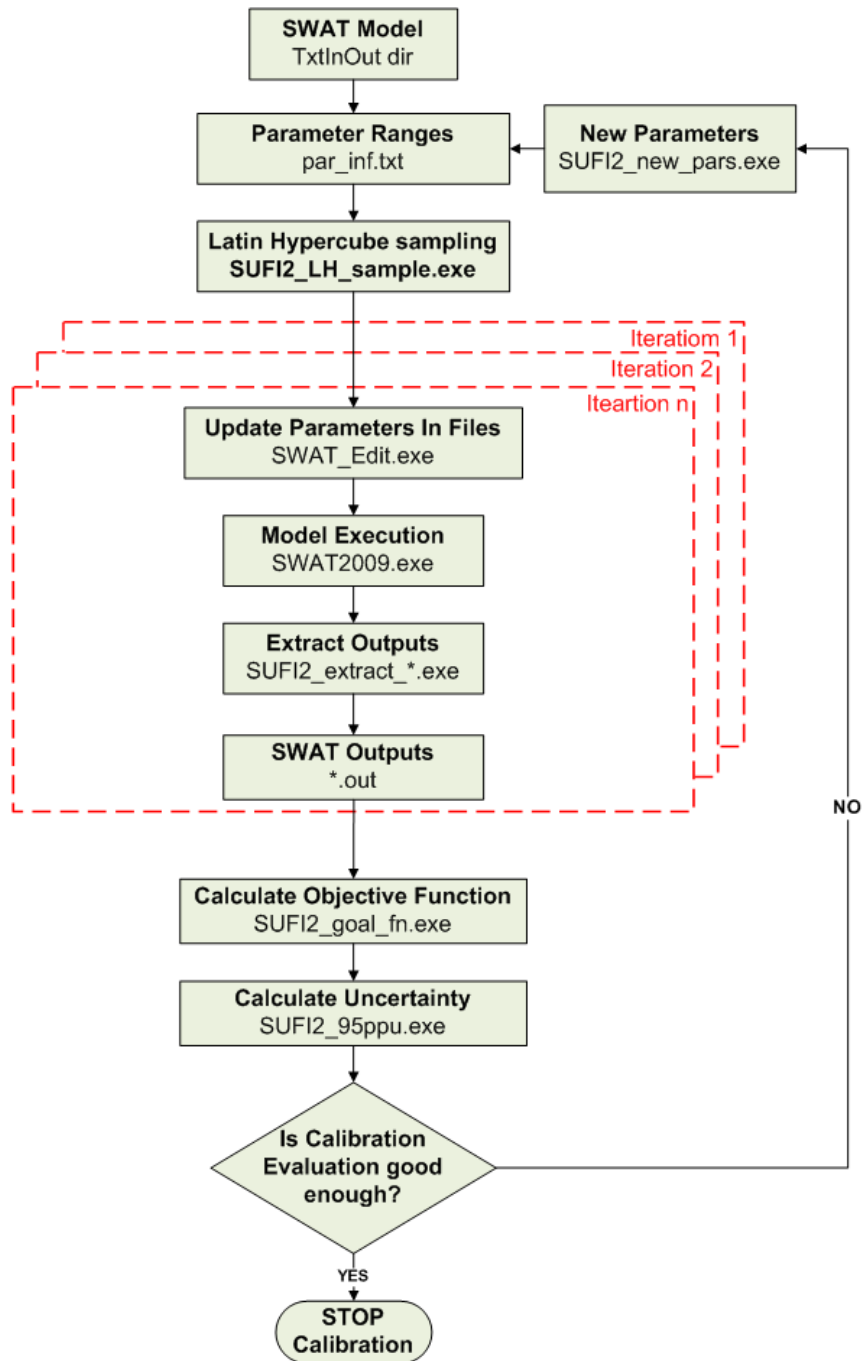 SWAT Model
TxtInOut dir
Parameter Ranges
par_inf.txt
New Parameters
SUFI2_new_pars.exe
Latin Hypercube sampling
SUFI2_LH_sample.exe
Iteratiom 1
Iteration 2
Iteartion n
Update Parameters In Files
SWAT_Edit.exe
Model Execution
SWAT2009.exe
Extract Outputs
SUFI2_extract_*.exe
SWAT Outputs
*.out
NO
Calculate Objective Function
SUFI2_goal_fn.exe
Calculate Uncertainty
SUFI2_95ppu.exe
Is Calibration
Evaluation good
enough?
YES
STOP
Calibration